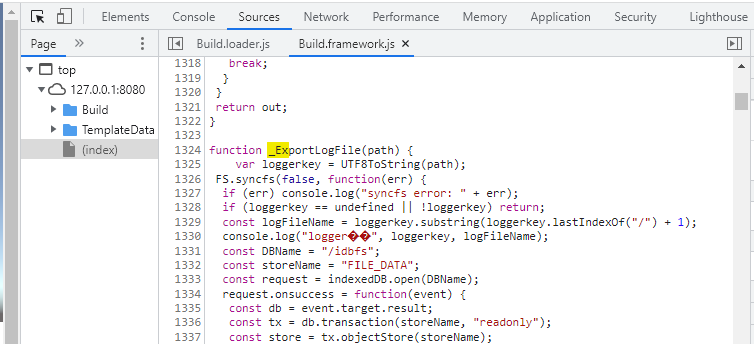 Elements Console Sources Network Performance Memory Application Security Lighthouse
Page » Build.loader.js Build.framework.js ×
top
127.0.0.1:8080
Build
TemplateData
(index)
1318 break;
1319 }
1320 }
1321 return out;
1322 }
1323
1324 function _ExportLogFile(path) {
1325 var loggerkey = UTF8ToString(path);
1326 FS.syncfs(false, function(err) {
1327 if (err) console.log("syncfs error: " + err);
1328 if (loggerkey == undefined || !loggerkey) return;
1329 const logFileName = loggerkey.substring(loggerkey.lastIndexOf("/") + 1);
1330 console.log("logger��", loggerkey, logFileName);
1331 const DBName = "/idbfs";
1332 const storeName = "FILE_DATA";
1333 const request = indexedDB.open(DBName);
1334 request.onsuccess = function(event) {
1335 const db = event.target.result;
1336 const tx = db.transaction(storeName, "readonly");
1337 const store = tx.objectStore(storeName);